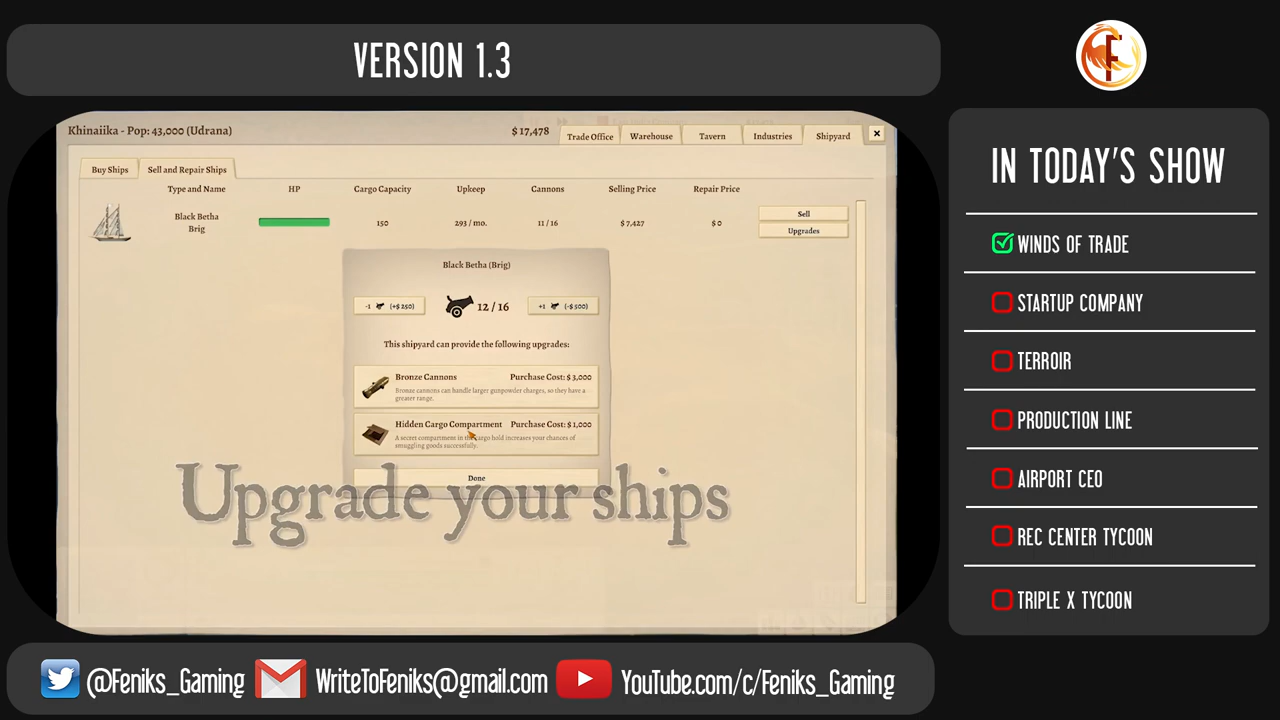 VERSION 1.3
F
Khinaiika - Pop: 43,000 (Udrana)
$ 17,478
Trade Office
Warehouse
Tavern
Industries
Shipyard
×
Buy Ships
Sell and Repair Ships
Type and Name
HP
Cargo Capacity
Upkeep
Cannons
Selling Price
Repair Price
Black Betha
Brig
150
293 / mo.
11 / 16
$ 7,427
$ 0
Sell
Upgrades
Black Betha (Brig)
-1 (+$ 250)
12 / 16
+1 (-$ 500)
This shipyard can provide the following upgrades:
Bronze Cannons
Purchase Cost: $ 3,000
Bronze cannons can handle larger gunpowder charges, so they have a
greater range.
Hidden Cargo Compartment
Purchase Cost: $ 1,000
A secret compartment in the cargo hold increases your chances of
smuggling goods successfully.
Done
Upgrade your ships
IN TODAY'S SHOW
WINDS OF TRADE
STARTUP COMPANY
TERROIR
PRODUCTION LINE
AIRPORT CEO
REC CENTER TYCOON
TRIPLE X TYCOON
@Feniks_Gaming
WriteToFeniks@gmail.com
YouTube.com/c/Feniks_Gaming